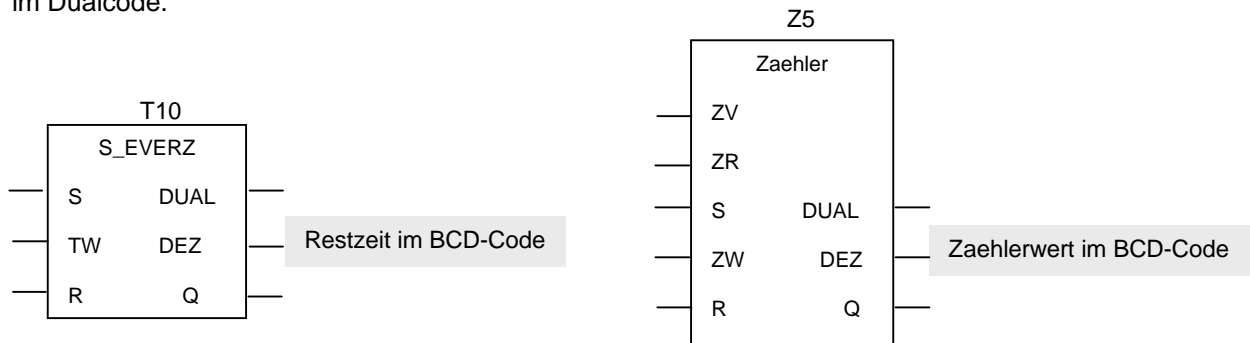 im Dualcode.
T10
S_EVERZ
S DUAL
TW DEZ Restzeit im BCD-Code
R Q
Z5
Zaehler
ZV
ZR
S DUAL
ZW DEZ Zaehlerwert im BCD-Code
R Q